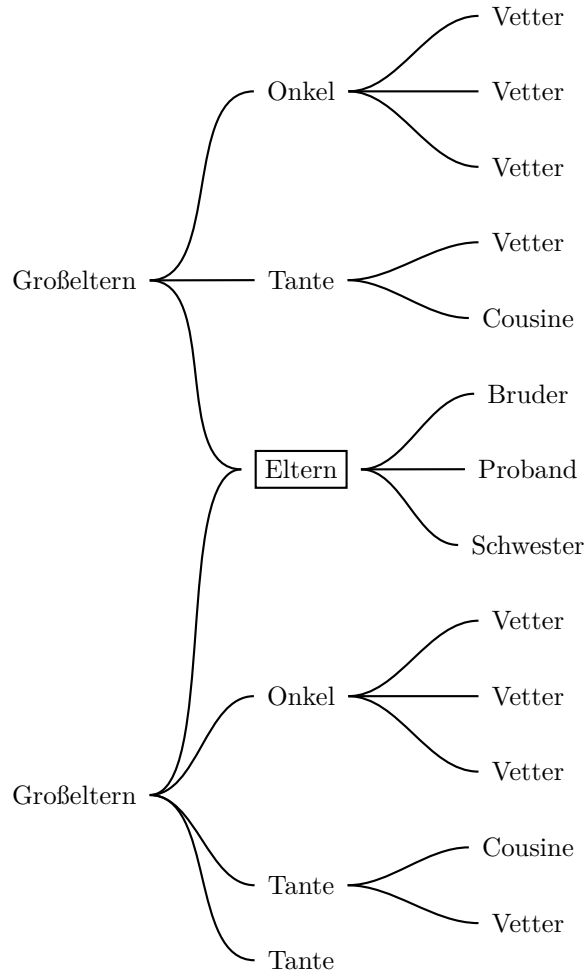 Vetter
Onkel
Vetter
Vetter
Vetter
Großeltern
Tante
Cousine
Bruder
Eltern
Proband
Schwester
Vetter
Onkel
Vetter
Vetter
Großeltern
Cousine
Tante
Vetter
Tante